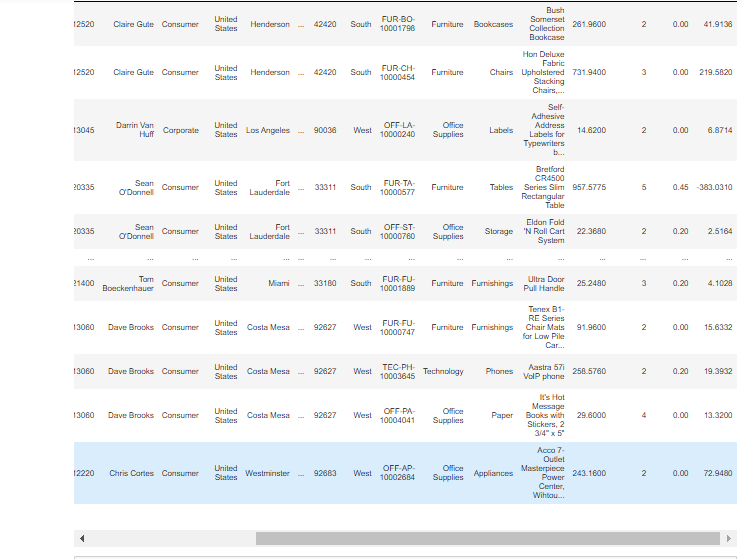 12520 Claire Gute Consumer United States Henderson ... 42420 South FUR-BO-10001798 Furniture Bookcases Bush Somerset Collection Bookcase 261.9600 2 0.00 41.9136
12520 Claire Gute Consumer United States Henderson ... 42420 South FUR-CH-10000454 Furniture Chairs Hon Deluxe Fabric Upholstered Stacking Chairs,... 731.9400 3 0.00 219.5820
13045 Darrin Van Huff Corporate United States Los Angeles ... 90036 West OFF-LA-10000240 Office Supplies Labels Self-Adhesive Address Labels for Typewriters b... 14.6200 2 0.00 6.8714
20335 Sean O'Donnell Consumer United States Fort Lauderdale ... 33311 South FUR-TA-10000577 Furniture Tables Bretford CR4500 Series Slim Rectangular Table 957.5775 5 0.45 -383.0310
20335 Sean O'Donnell Consumer United States Fort Lauderdale ... 33311 South OFF-ST-10000760 Office Supplies Storage Eldon Fold 'N Roll Cart System 22.3680 2 0.20 2.5164
... ... ... ... ... ... ... ... ... ... ... ... ... ... ... ...
21400 Tom Boeckenhauer Consumer United States Miami ... 33180 South FUR-FU-10001889 Furniture Furnishings Ultra Door Pull Handle 25.2480 3 0.20 4.1028
13060 Dave Brooks Consumer United States Costa Mesa ... 92627 West FUR-FU-10000747 Furniture Furnishings Tenex B1-RE Series Chair Mats for Low Pile Car... 91.9600 2 0.00 15.6332
13060 Dave Brooks Consumer United States Costa Mesa ... 92627 West TEC-PH-10003645 Technology Phones Aastra 57i VoIP phone 258.5760 2 0.20 19.3932
13060 Dave Brooks Consumer United States Costa Mesa ... 92627 West OFF-PA-10004041 Office Supplies Paper It's Hot Message Books with Stickers, 2 3/4" x 5" 29.6000 4 0.00 13.3200
12220 Chris Cortes Consumer United States Westminster ... 92683 West OFF-AP-10002684 Office Supplies Appliances Acco 7-Outlet Masterpiece Power Center, Wihtou... 243.1600 2 0.00 72.9480